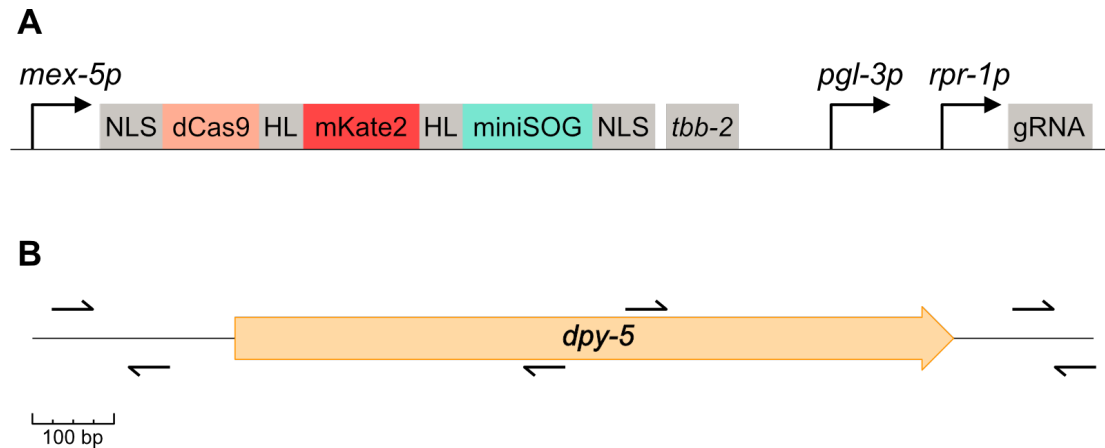 A
mex-5p pgl-3p rpr-1p
NLS dCas9 HL mKate2 HL miniSOG NLS tbb-2 gRNA
B
dpy-5
100 bp